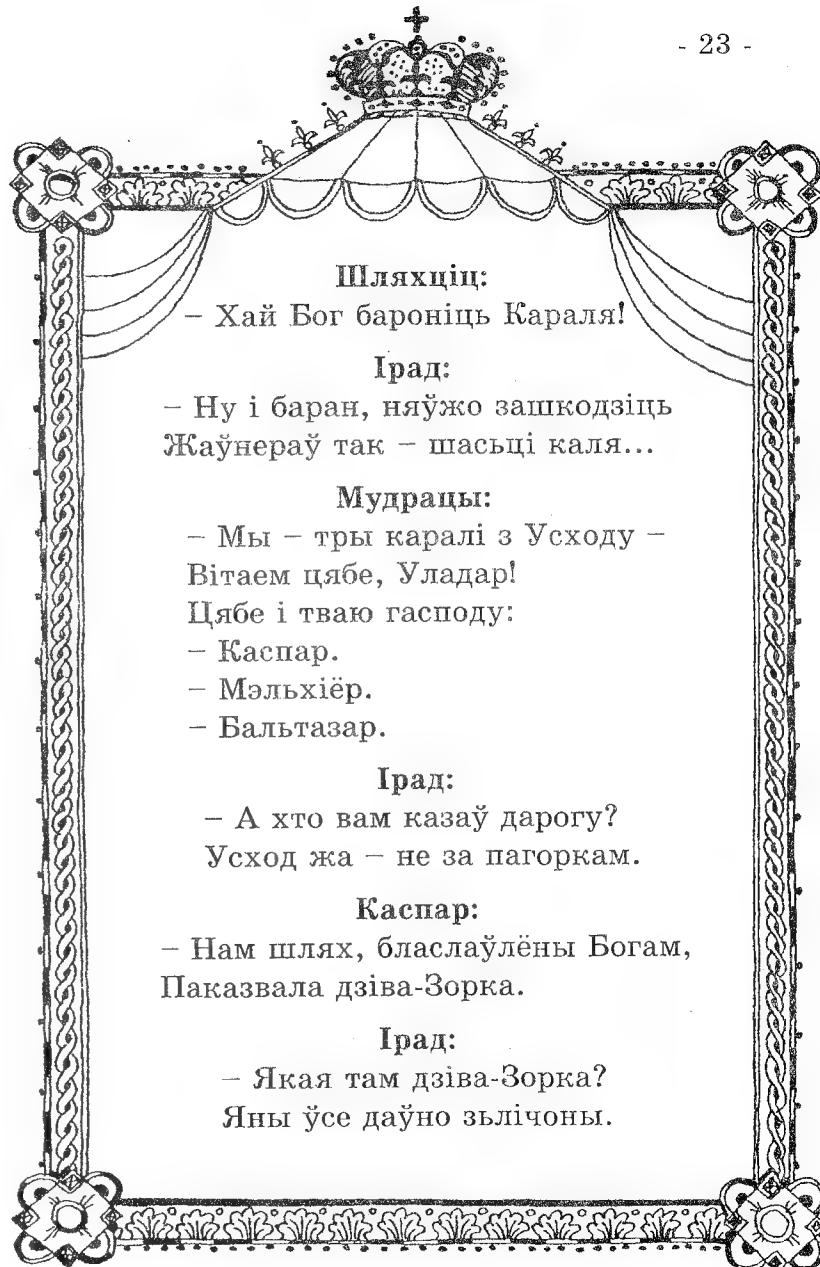 - 23 -
Шляхціц:
– Хай Бог бароніць Караля!
Ірад:
– Ну і баран, няўжо зашкодзіць
Жаўнераў так – шасьці каля...
Мудрацы:
– Мы – тры каралі з Усходу –
Вітаем цябе, Уладар!
Цябе і тваю гасподу:
– Каспар.
– Мэльхіёр.
– Бальтазар.
Ірад:
– А хто вам казаў дарогу?
Усход жа – не за пагоркам.
Каспар:
– Нам шлях, бласлаўлёны Богам,
Паказвала дзіва-Зорка.
Ірад:
– Якая там дзіва-Зорка?
Яны ўсе даўно зьлічоны.